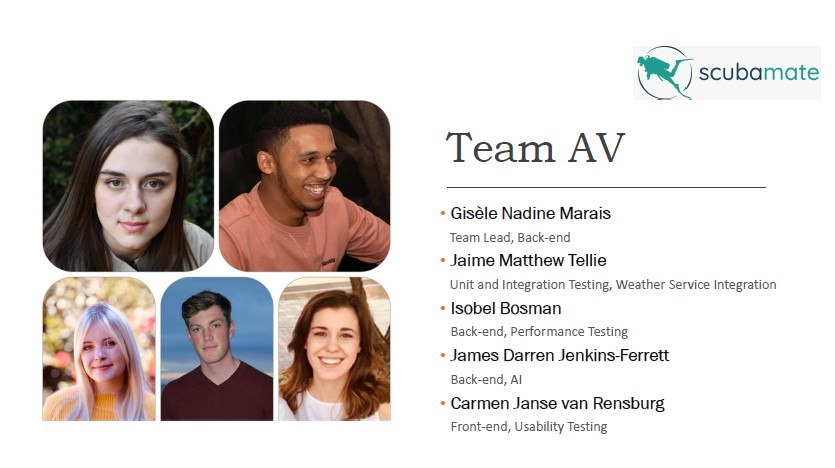 scubamate
Team AV
• Gisèle Nadine Marais
Team Lead, Back-end
• Jaime Matthew Tellie
Unit and Integration Testing, Weather Service Integration
• Isobel Bosman
Back-end, Performance Testing
• James Darren Jenkins-Ferrett
Back-end, AI
• Carmen Janse van Rensburg
Front-end, Usability Testing